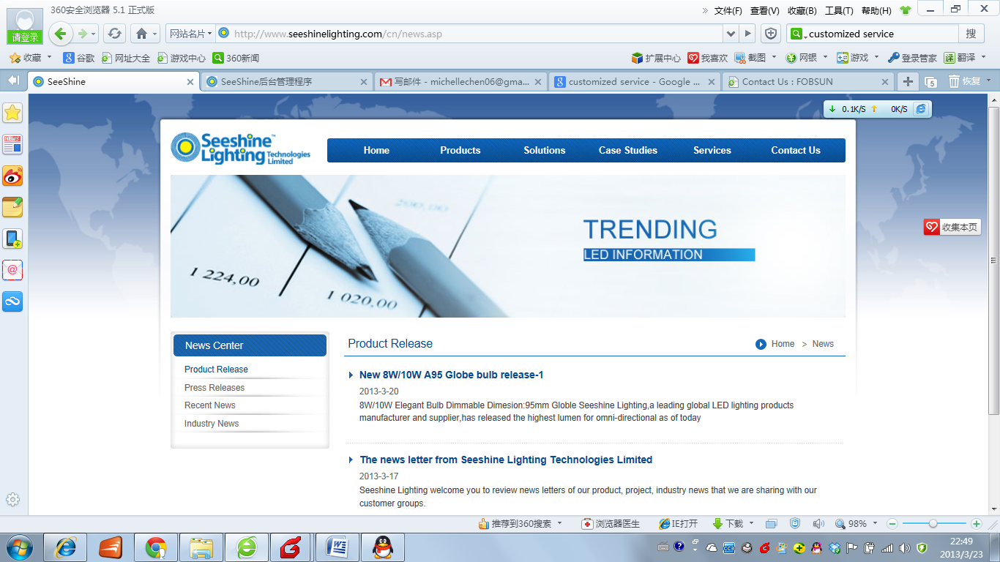 360安全浏览器 5.1 正式版
文件(F) 查看(V) 收藏(B) 工具(T) 帮助(H)
请登录
网站名片
http://www.seeshinelighting.com/cn/news.asp
customized service
搜
收藏 谷歌 网址大全 游戏中心 360新闻
扩展中心 我喜欢 截图 网银 游戏 登录管家 翻译
SeeShine
SeeShine后台管理程序
写邮件 - michellechen06@gma...
customized service - Google ...
Contact Us : FOBSUN
5
恢复
0.1K/S 0K/S
NEWS
Seeshine™
Lighting Technologies
Limited
Home Products Solutions Case Studies Services Contact Us
200,00
TRENDING
LED INFORMATION
1 224,00
1 020,00
收集本页
News Center
Product Release
Press Releases
Recent News
Industry News
Product Release
Home > News
New 8W/10W A95 Globe bulb release-1
2013-3-20
8W/10W Elegant Bulb Dimmable Dimesion:95mm Globle Seeshine Lighting,a leading global LED lighting products
manufacturer and supplier,has released the highest lumen for omni-directional as of today
The news letter from Seeshine Lighting Technologies Limited
2013-3-17
Seeshine Lighting welcome you to review news letters of our product, project, industry news that we are sharing with our
customer groups.
推荐到360搜索 浏览器医生 IE打开 下载 98%
22:49
2013/3/23